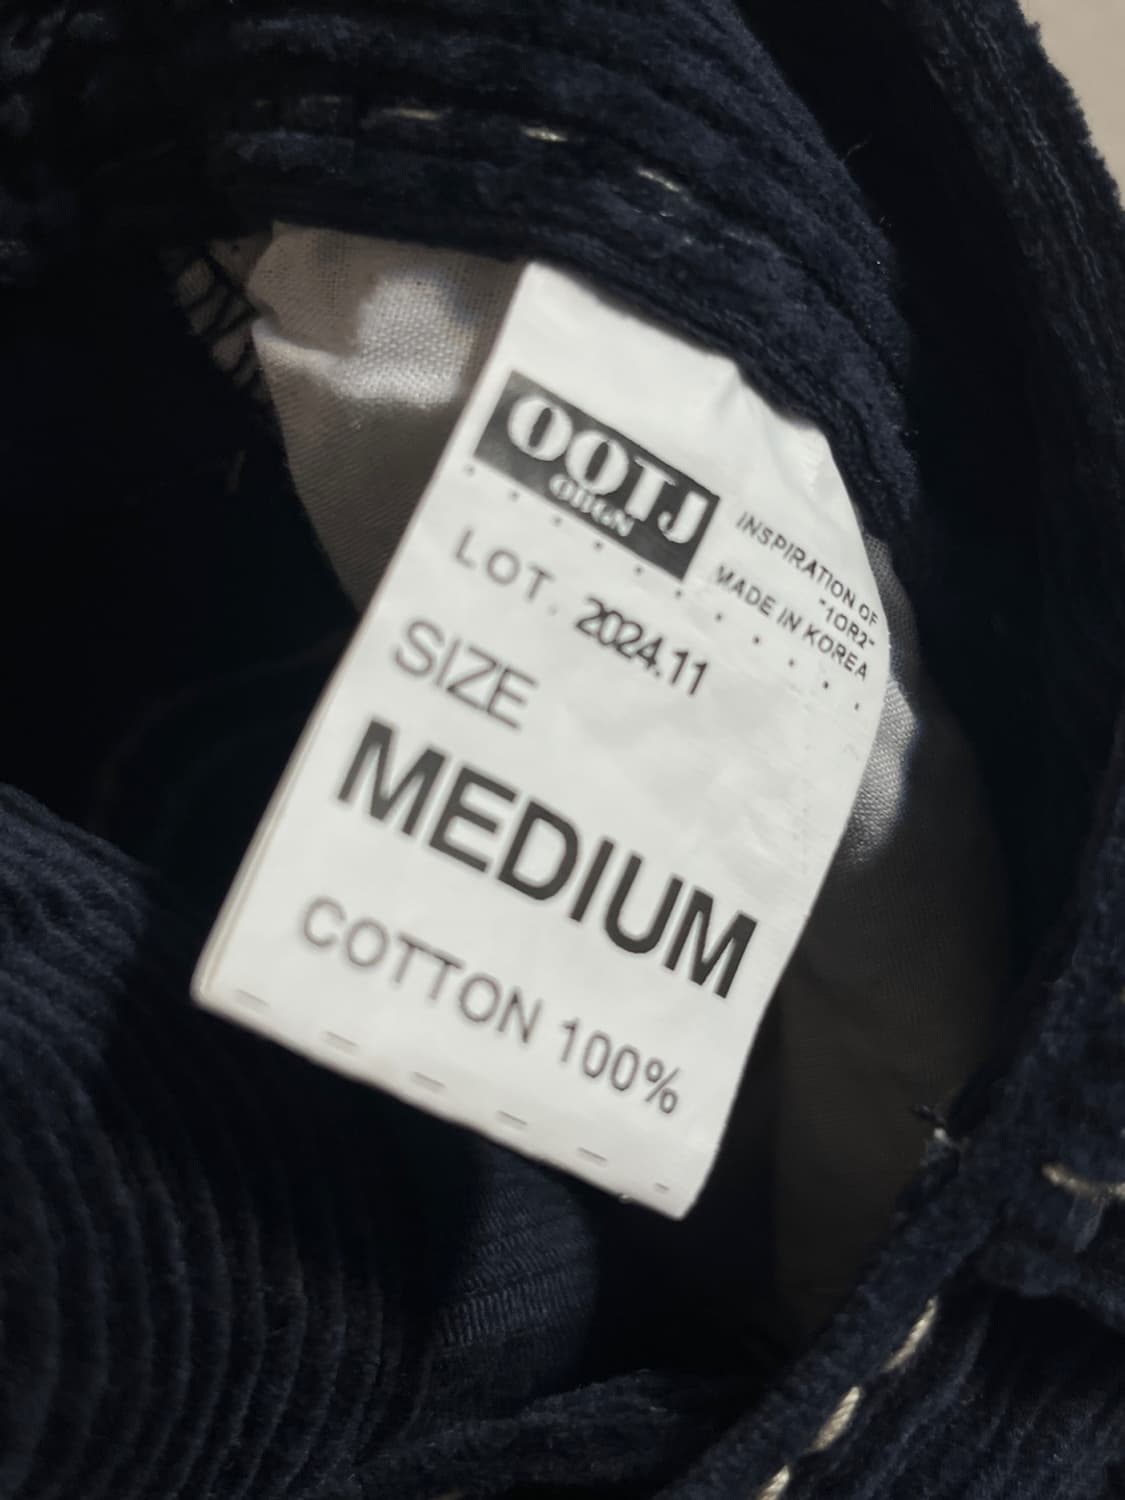 OOTJ
INSPIRATION OF
"1OR2"
MADE IN KOREA
LOT. 2024.11
SIZE
MEDIUM
COTTON 100%